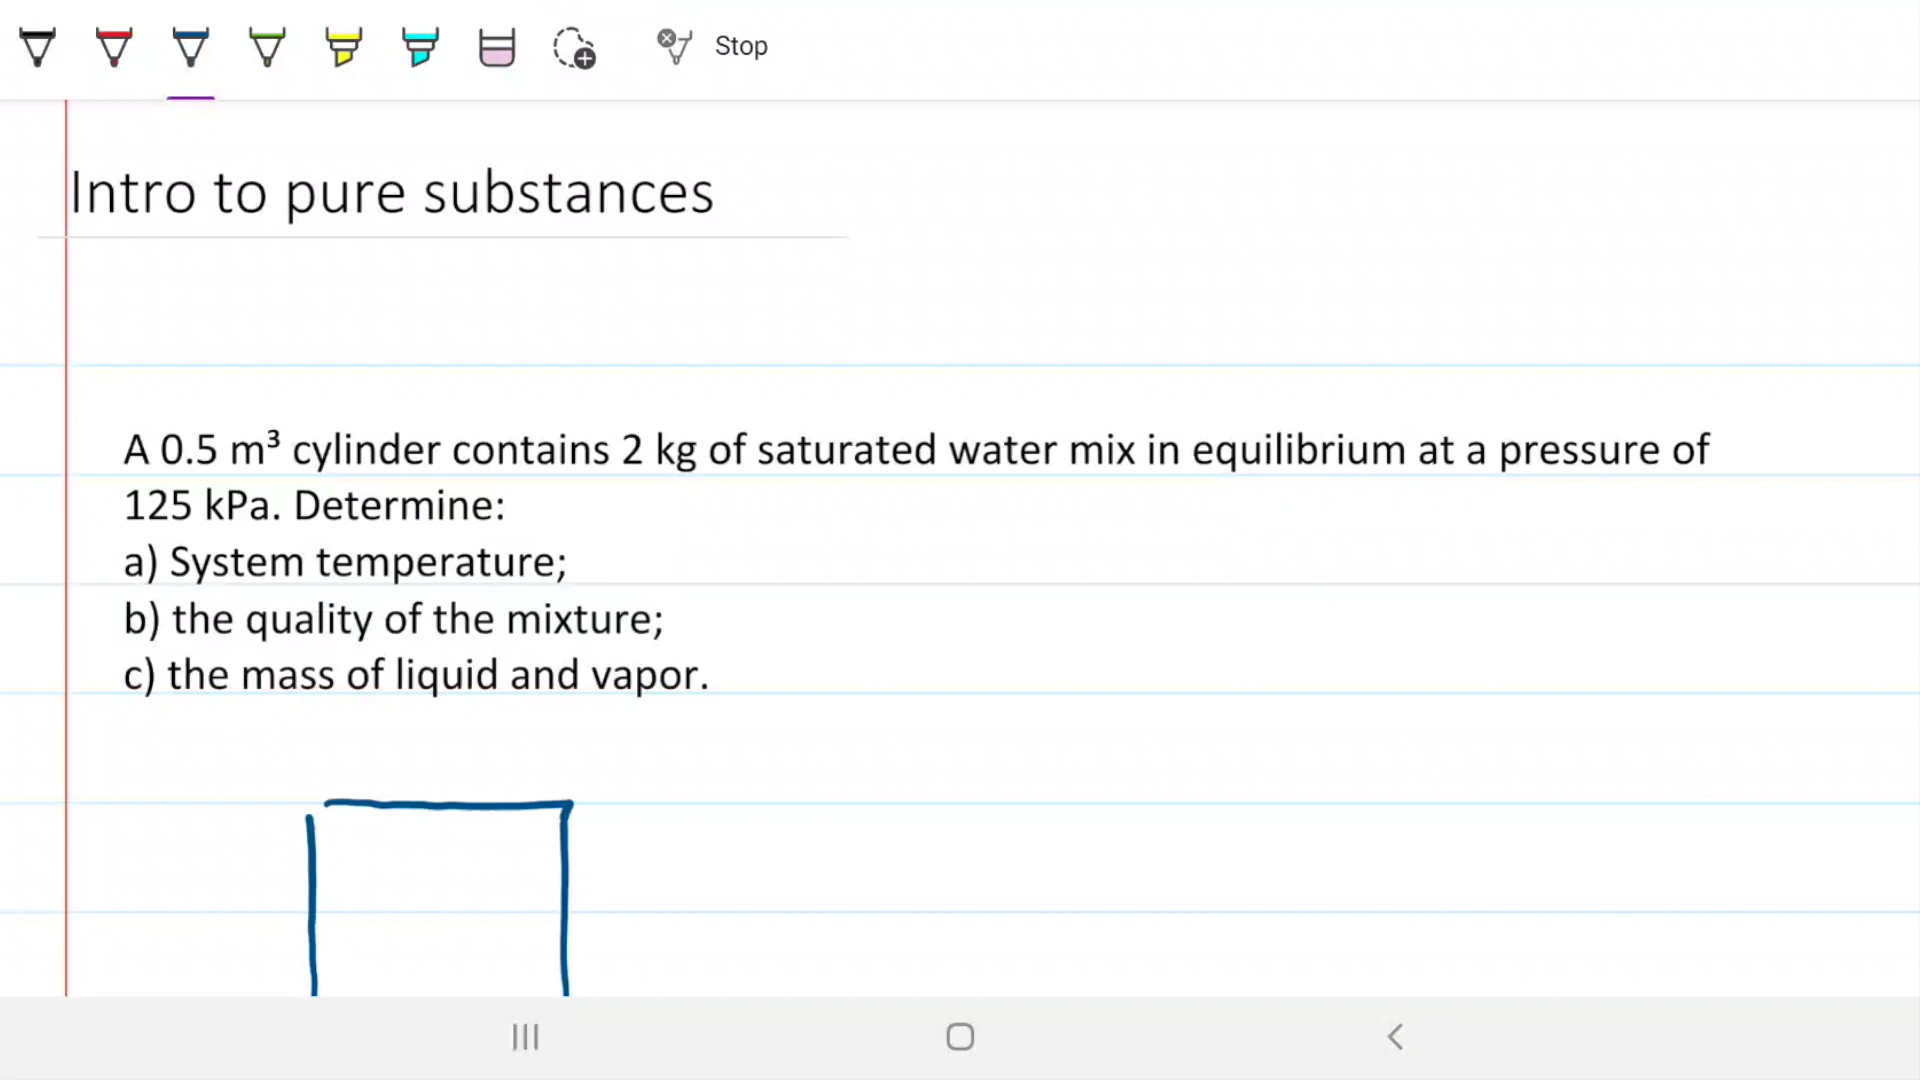 Stop
Intro to pure substances
A 0.5 m³ cylinder contains 2 kg of saturated water mix in equilibrium at a pressure of
125 kPa. Determine:
a) System temperature;
b) the quality of the mixture;
c) the mass of liquid and vapor.